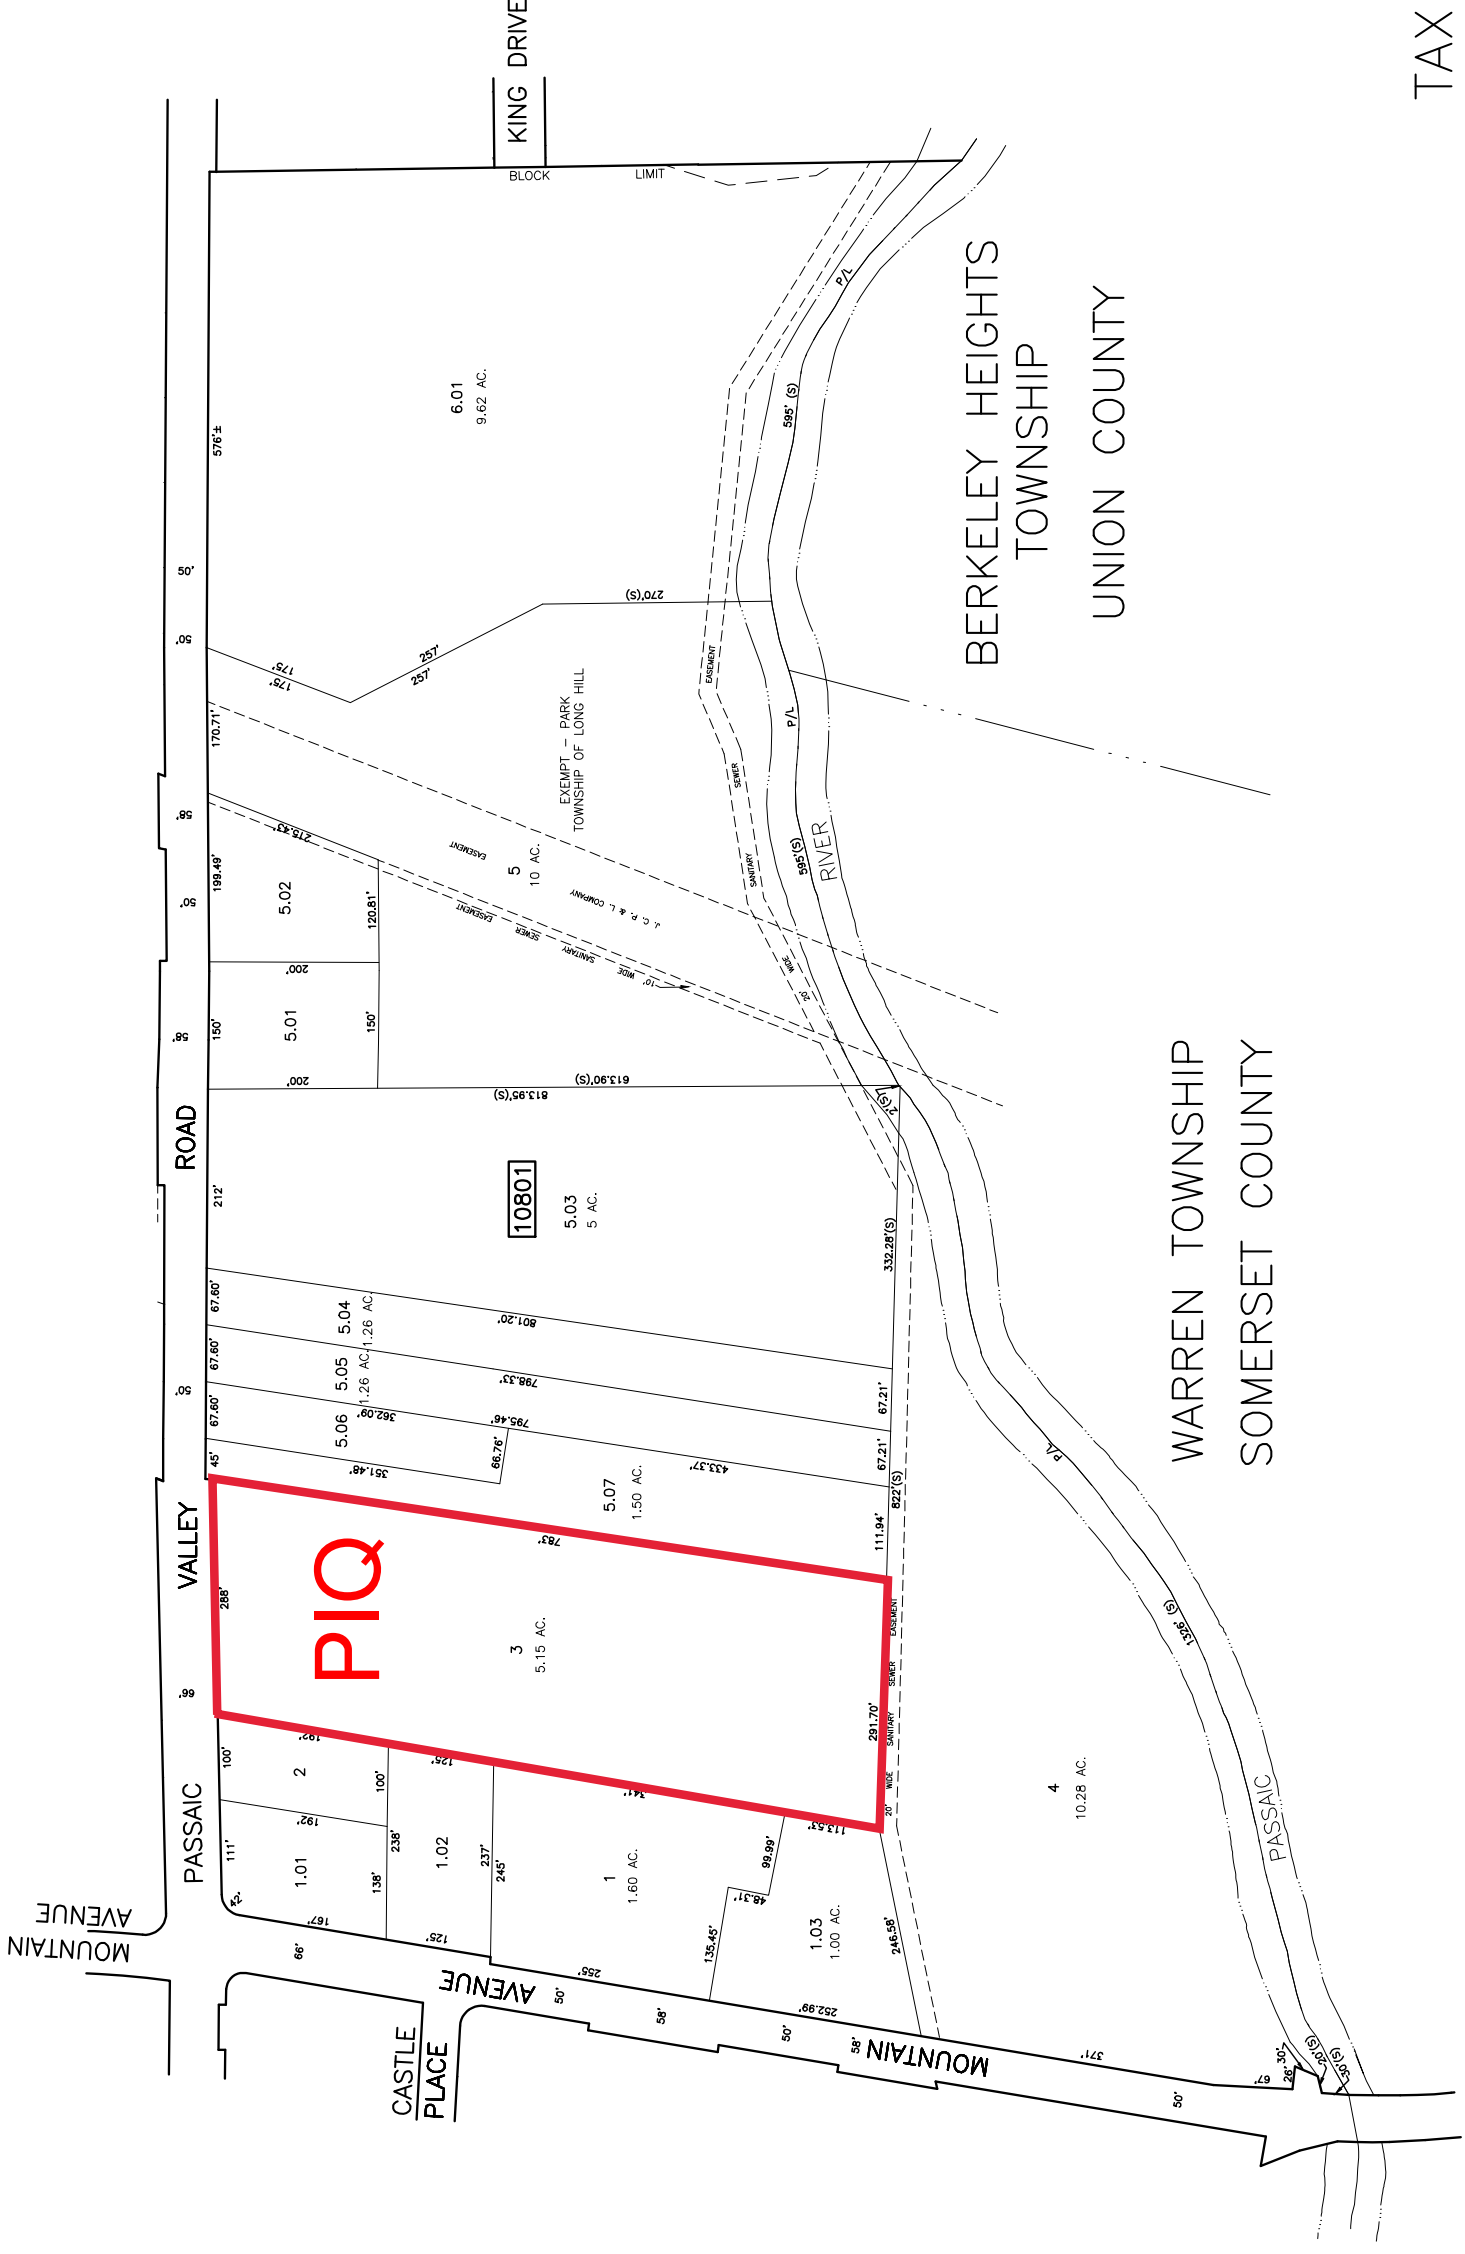 TAX
KING DRIVE
BLOCK LIMIT
6.01
9.62 AC.
576'±
50'
50'
P/L
595' (S)
270'(S)
257'
257'
175'
175'
170.71'
BERKELEY HEIGHTS
TOWNSHIP
UNION COUNTY
EXEMPT - PARK
TOWNSHIP OF LONG HILL
5
10 AC.
EASEMENT
J. C. P. & L. COMPANY
EASEMENT
SEWER
SANITARY
WIDE
20'
P/L
595'(S)
RIVER
58'
199.49'
50'
215.43'
5.02
120.81'
200'
EASEMENT
SEWER
SANITARY
WIDE
10'
58'
150'
5.01
150'
200'
613.90'(S)
813.95'(S)
2'(S)
ROAD
212'
10801
5.03
5 AC.
332.28'(S)
WARREN TOWNSHIP
SOMERSET COUNTY
67.60'
5.04
1.26 AC.
801.20'
67.60'
5.05
1.26 AC.
798.33'
67.21'
50'
67.60'
5.06
362.09'
795.46'
67.21'
45'
351.48'
66.76'
433.37'
822'(S)
5.07
1.50 AC.
111.94'
P/L
VALLEY
288'
PIQ
783'
3
5.15 AC.
291.70'
20' WIDE SANITARY SEWER EASEMENT
1326' (S)
66'
192'
125'
341'
113.53'
PASSAIC
100'
2
100'
192'
111'
1.01
138'
238'
1.02
237'
245'
1
1.60 AC.
99.99'
48.31'
135.45'
1.03
1.00 AC.
246.58'
4
10.28 AC.
PASSAIC
42'
167'
125'
255'
252.99'
371'
67'
26'
30'
20'(S)
30'(S)
MOUNTAIN
AVENUE
66'
AVENUE
50'
58'
50'
58'
MOUNTAIN
50'
CASTLE
PLACE